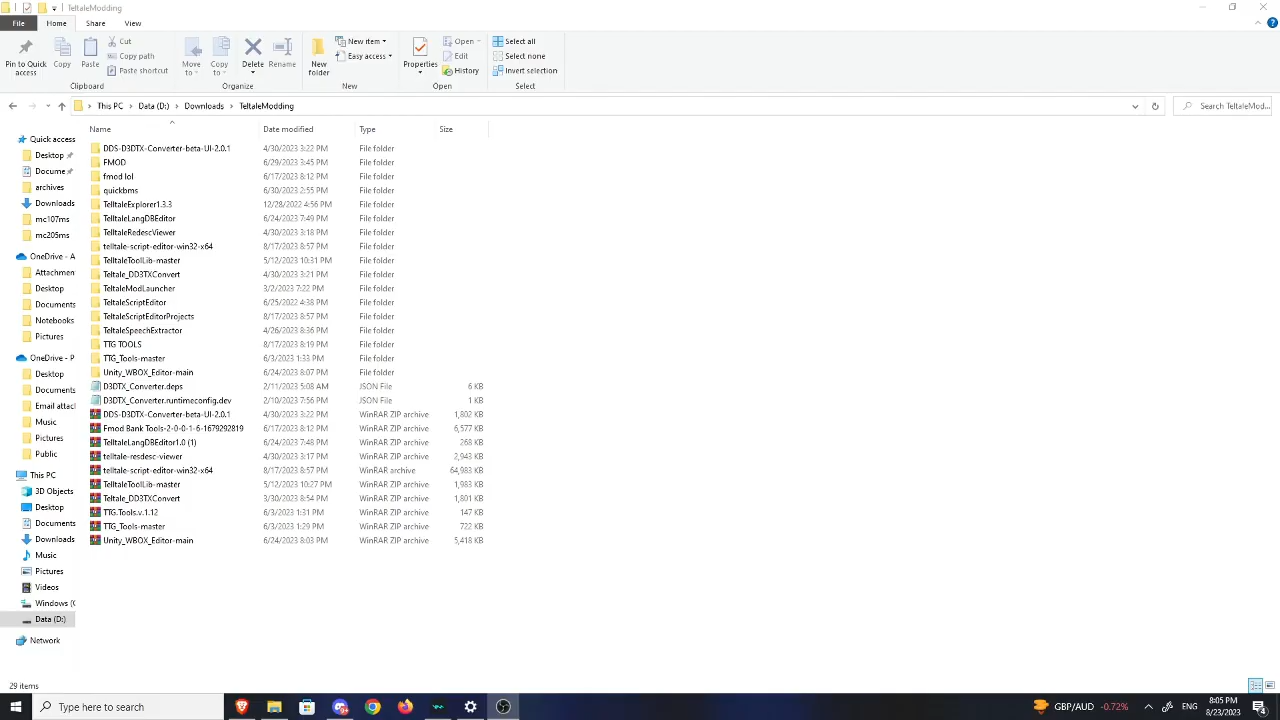 TeltaleModding
File Home Share View
Pin to Quick access
Copy
Paste
Cut
Copy path
Paste shortcut
Clipboard
Move to
Copy to
Delete
Rename
Organize
New folder
New item
Easy access
New
Properties
Open
Edit
History
Open
Select all
Select none
Invert selection
Select
This PC > Data (D:) > Downloads > TeltaleModding
Search TeltaleMod...
Name Date modified Type Size
DDS-D3DTX-Converter-beta-UI-2.0.1 4/30/2023 3:22 PM File folder
FMOD 6/29/2023 3:45 PM File folder
fmod lol 6/17/2023 8:12 PM File folder
quickbms 6/30/2023 2:55 PM File folder
TelltaleExplorer1.3.3 12/28/2022 4:56 PM File folder
TelltaleLangDBEditor 6/24/2023 7:49 PM File folder
TelltaleRedescViewer 4/30/2023 3:18 PM File folder
telltale-script-editor-win32-x64 8/17/2023 8:57 PM File folder
TelltaleToolLib-master 5/12/2023 10:31 PM File folder
Teltale_DD3TXConvert 4/30/2023 3:21 PM File folder
TeltaleModLauncher 3/2/2023 7:22 PM File folder
TeltaleScriptEditor 6/25/2022 4:38 PM File folder
TeltaleScriptEditorProjects 8/17/2023 8:57 PM File folder
TeltaleSpeechExtractor 4/26/2023 8:36 PM File folder
TTG TOOLS 8/17/2023 8:19 PM File folder
TTG_Tools-master 6/3/2023 1:33 PM File folder
Unity_WBOX_Editor-main 6/24/2023 8:07 PM File folder
D3DTX_Converter.deps 2/11/2023 5:08 AM JSON File 6 KB
D3DTX_Converter.runtimeconfig.dev 2/10/2023 7:56 PM JSON File 1 KB
DDS-D3DTX-Converter-beta-UI-2.0.1 4/30/2023 3:22 PM WinRAR ZIP archive 1,802 KB
Fmod Bank Tools-2-0-0-1-6-1679292819 6/17/2023 8:12 PM WinRAR ZIP archive 6,577 KB
TelltaleLangDBEditor1.0 (1) 6/24/2023 7:48 PM WinRAR ZIP archive 268 KB
telltale-resdesc-viewer 4/30/2023 3:17 PM WinRAR ZIP archive 2,943 KB
telltale-script-editor-win32-x64 8/17/2023 8:57 PM WinRAR archive 64,983 KB
TelltaleToolLib-master 5/12/2023 10:27 PM WinRAR ZIP archive 1,983 KB
Teltale_DD3TXConvert 3/30/2023 8:54 PM WinRAR ZIP archive 1,801 KB
TTG.Tools.v.1.12 6/3/2023 1:31 PM WinRAR ZIP archive 147 KB
TTG_Tools-master 6/3/2023 1:29 PM WinRAR ZIP archive 722 KB
Unity_WBOX_Editor-main 6/24/2023 8:03 PM WinRAR ZIP archive 5,418 KB
Quick access
Desktop
Docume
archives
Downloads
mc107ms
mc205ms
OneDrive - A
Attachmen
Desktop
Documents
Notebooks
Pictures
OneDrive - P
Desktop
Documents
Email attac
Music
Pictures
Public
This PC
3D Objects
Desktop
Documents
Downloads
Music
Pictures
Videos
Windows (C
Data (D:)
Network
29 items
Type here to search
GBP/AUD -0.72%
ENG
8:05 PM
8/23/2023
4